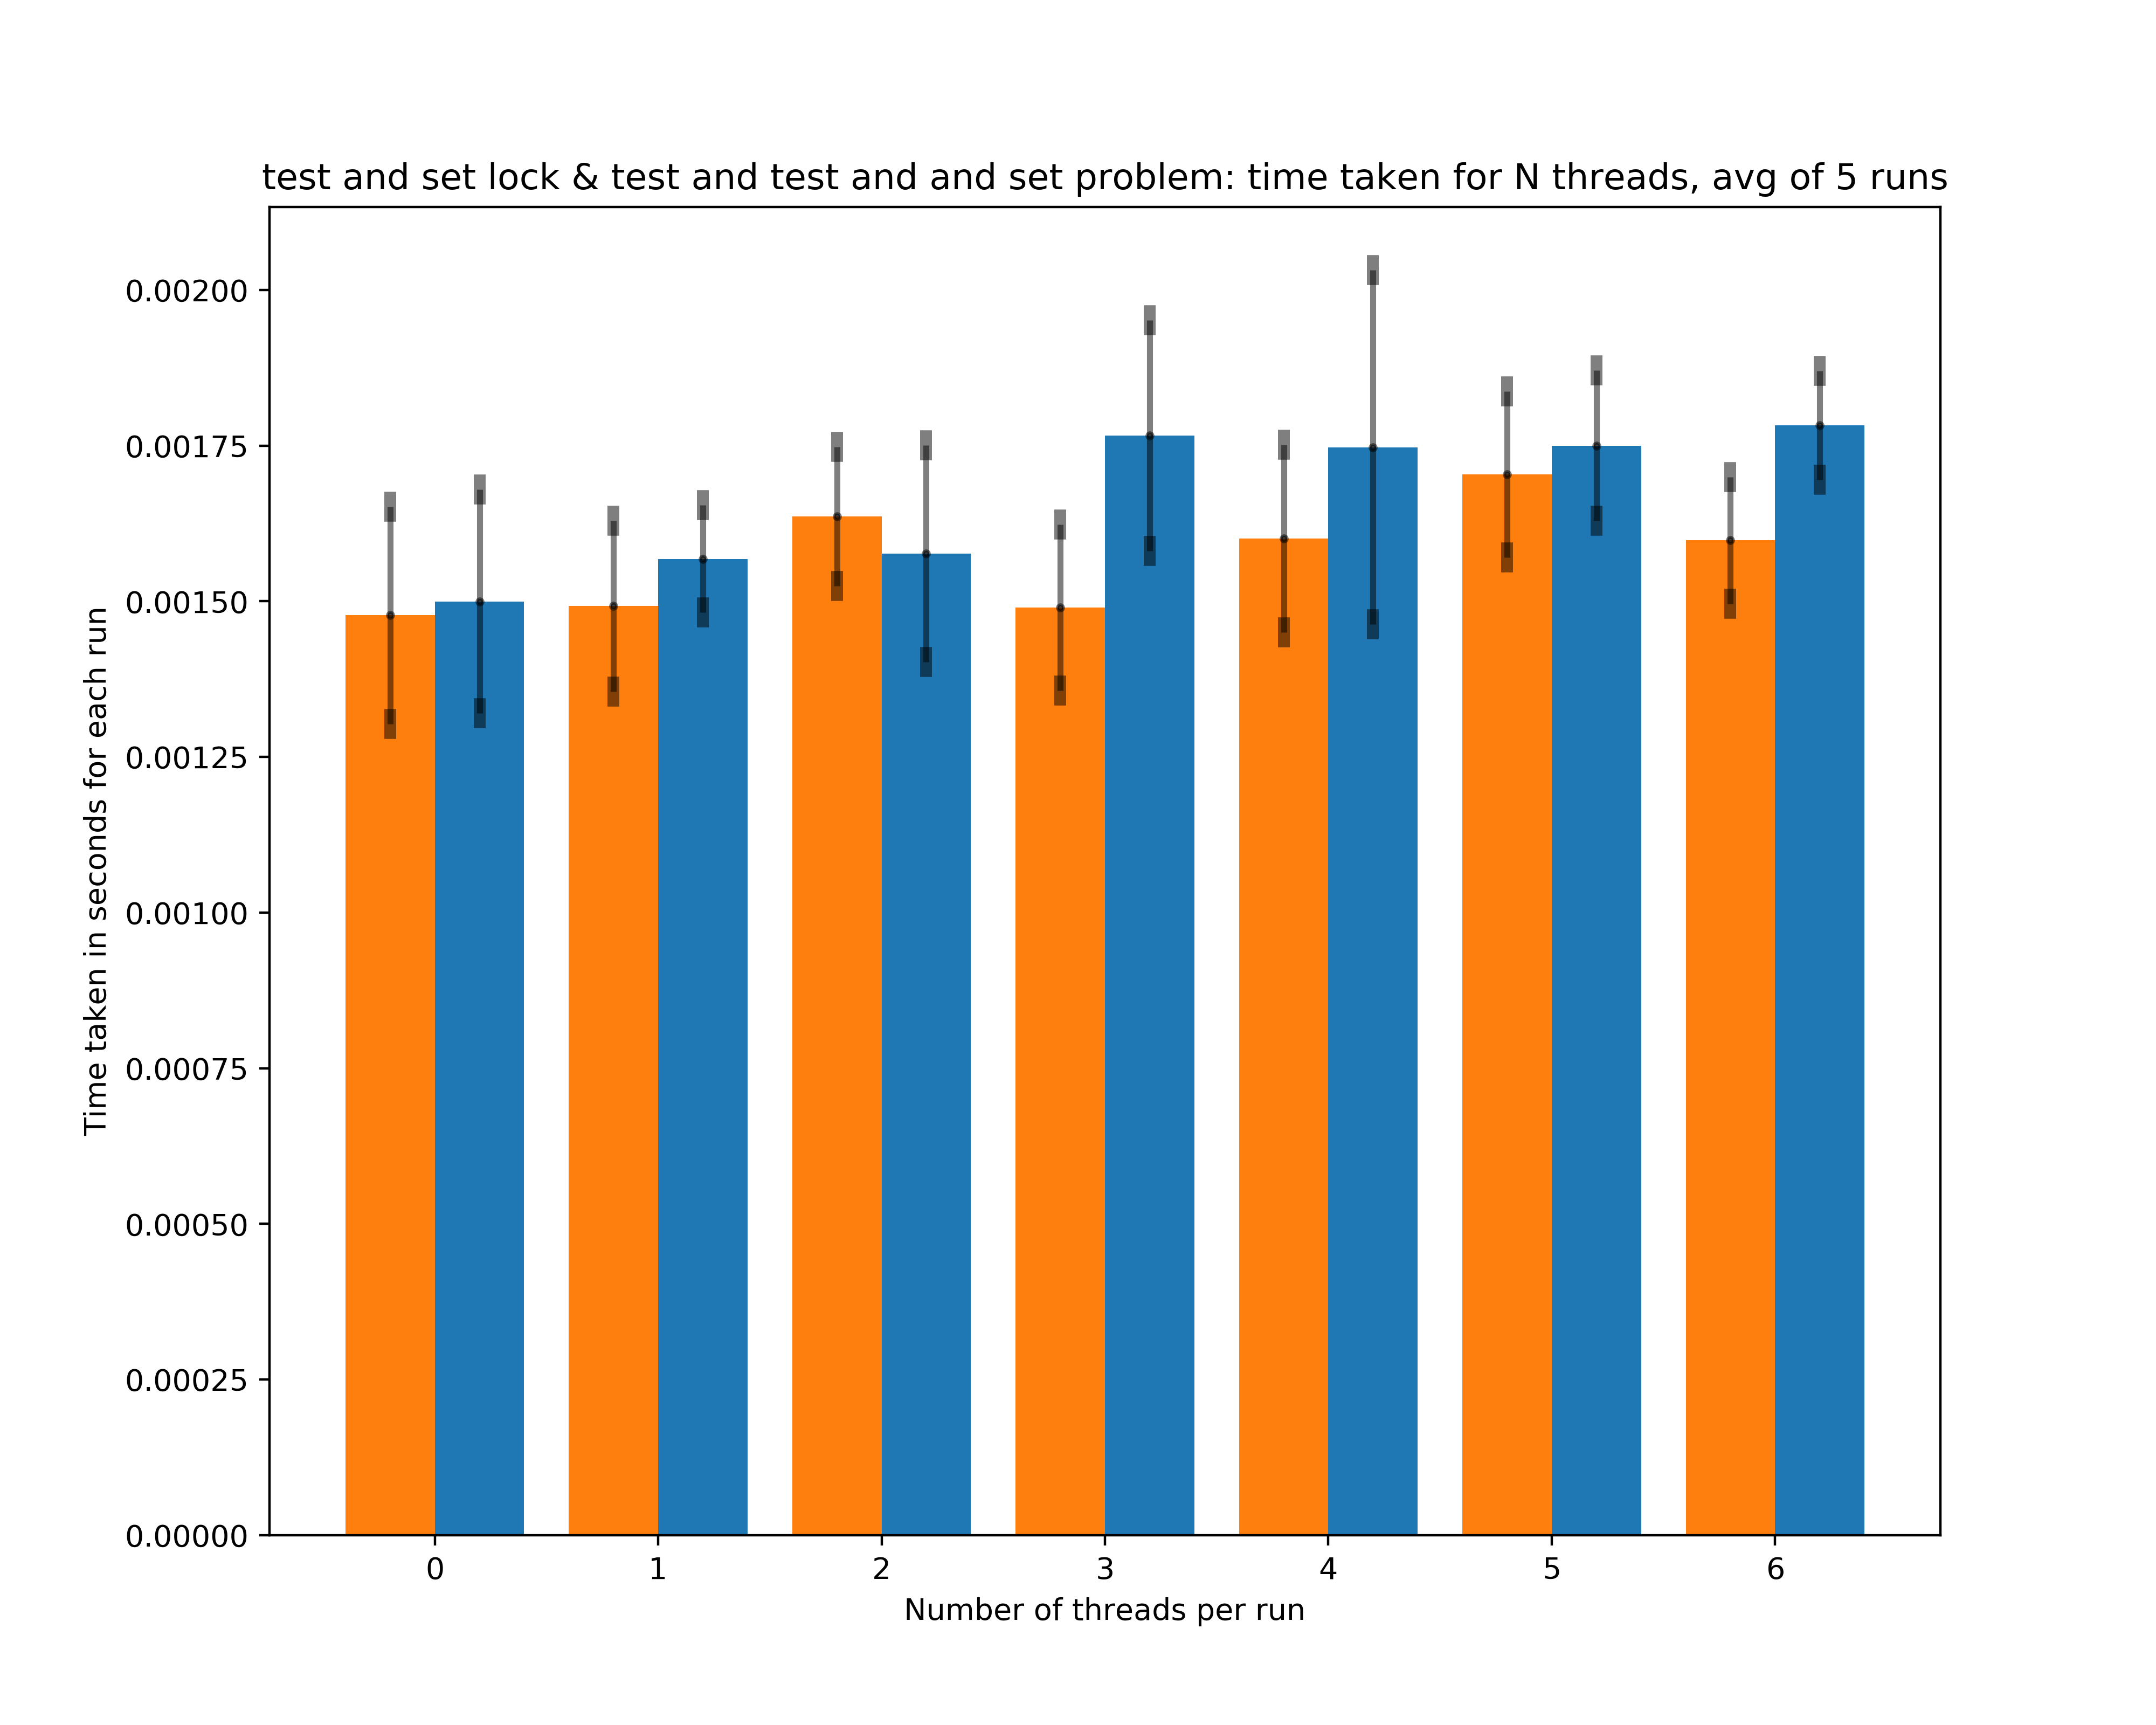 test and set lock & test and test and and set problem: time taken for N threads, avg of 5 runs
Time taken in seconds for each run
0.00200
0.00175
0.00150
0.00125
0.00100
0.00075
0.00050
0.00025
0.00000
0 1 2 3 4 5 6
Number of threads per run